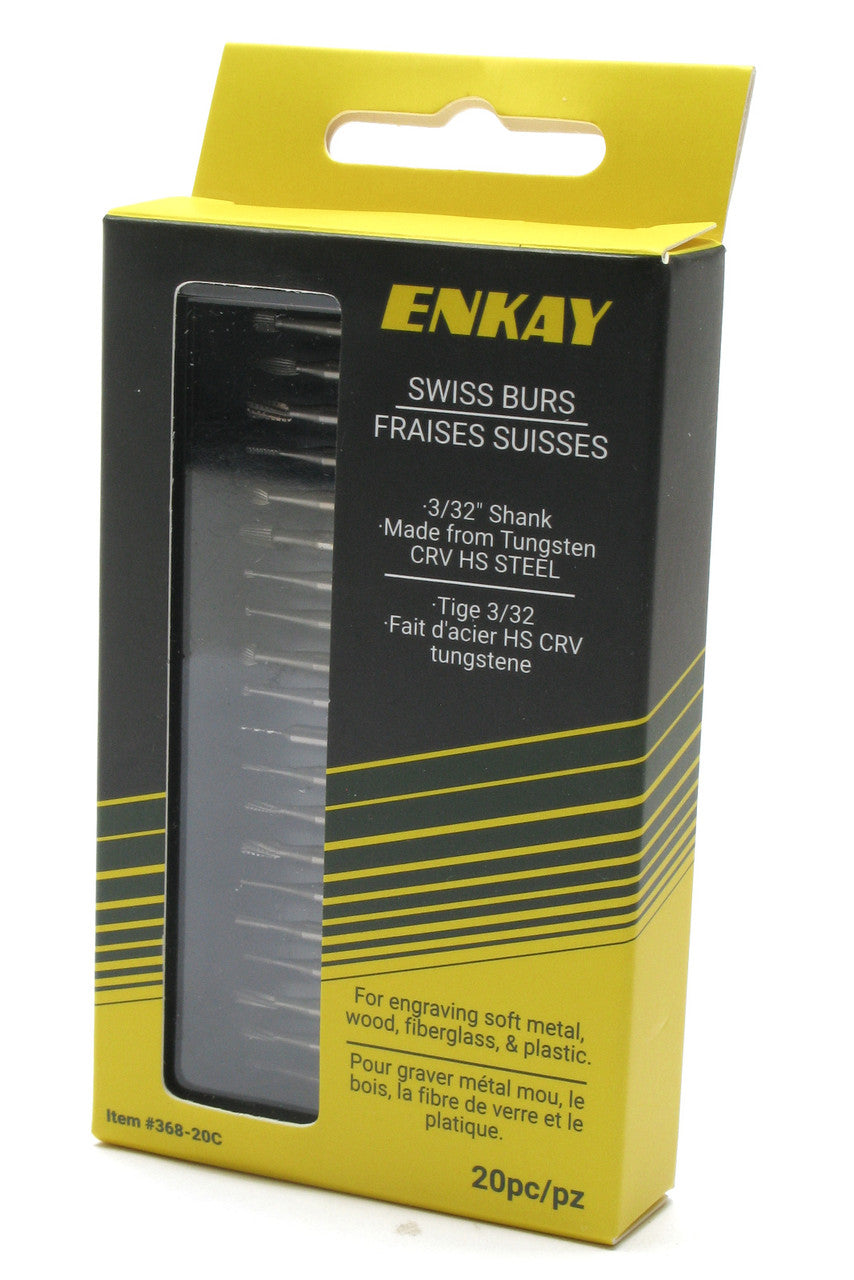 ENKAY
SWISS BURS
FRAISES SUISSES
·3/32" Shank
·Made from Tungsten
CRV HS STEEL
·Tige 3/32
·Fait d'acier HS CRV
tungstene
For engraving soft metal,
wood, fiberglass, & plastic.
Pour graver métal mou, le
bois, la fibre de verre et le
platique.
Item #368-20C
20pc/pz